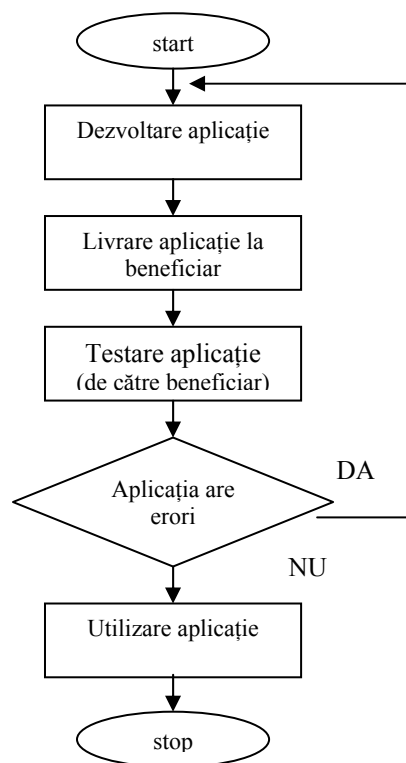 start
Dezvoltare aplicație
Livrare aplicație la
beneficiar
Testare aplicație
(de către beneficiar)
Aplicația are
erori
DA
NU
Utilizare aplicație
stop